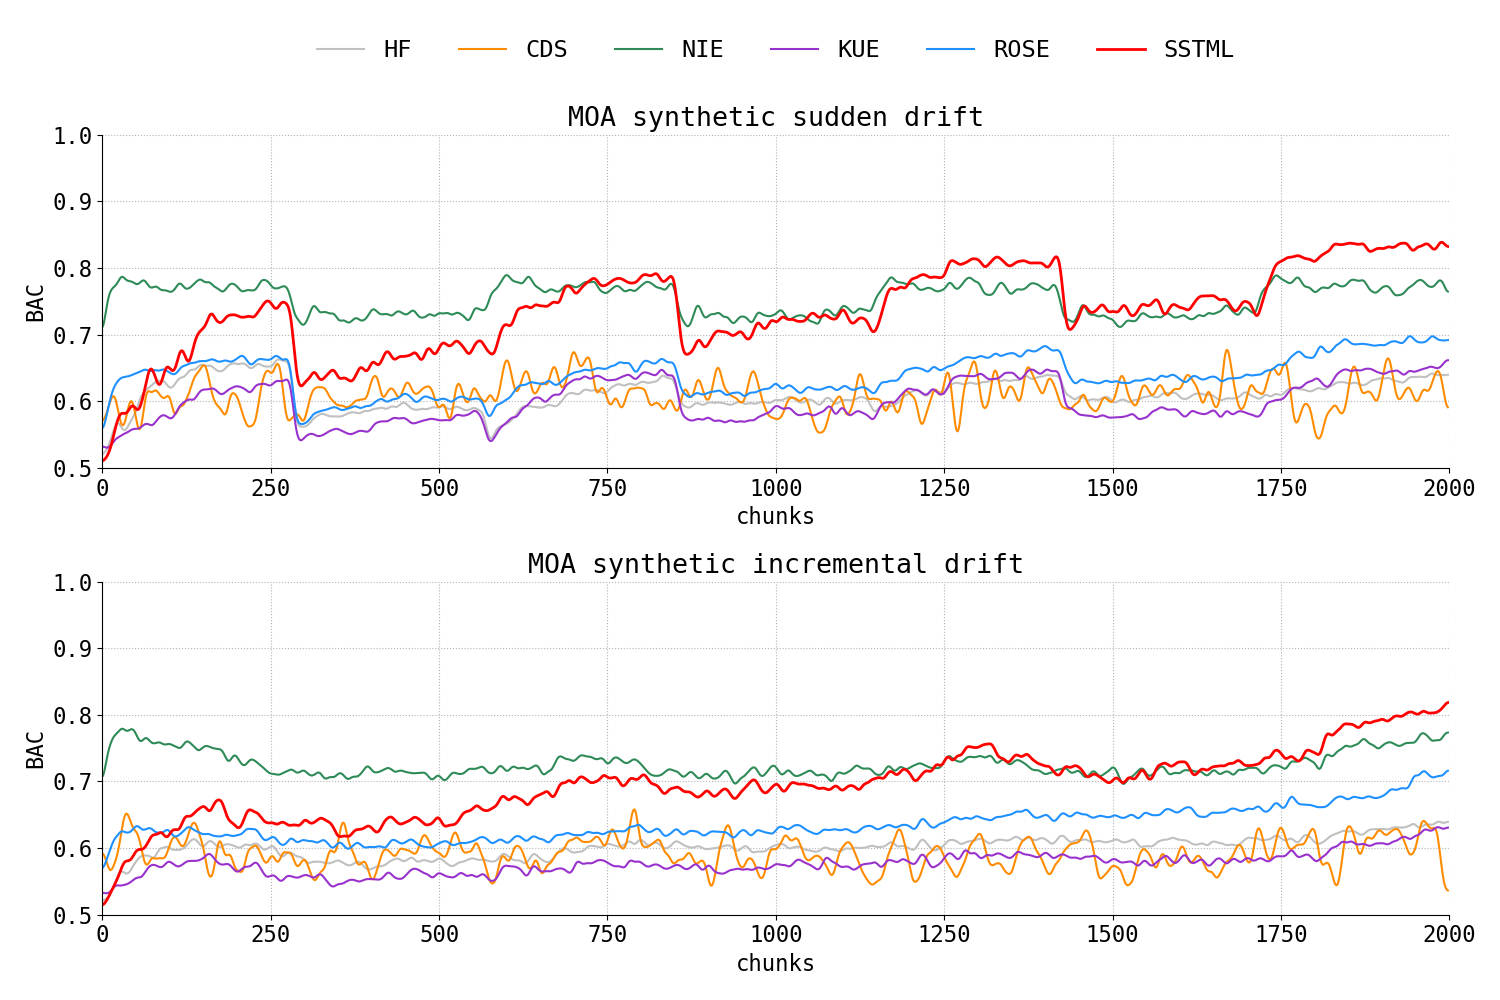 HF CDS NIE KUE ROSE SSTML
MOA synthetic sudden drift
1.0
0.9
0.8
0.7
0.6
0.5
BAC
0 250 500 750 1000 1250 1500 1750 2000
chunks
MOA synthetic incremental drift
1.0
0.9
0.8
0.7
0.6
0.5
BAC
0 250 500 750 1000 1250 1500 1750 2000
chunks